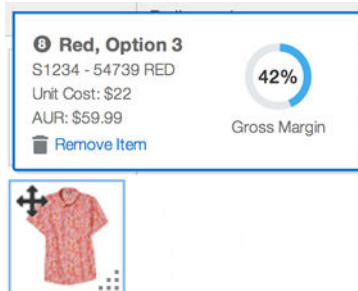 8 Red, Option 3
S1234 - 54739 RED
Unit Cost: $22
AUR: $59.99
Remove Item
42%
Gross Margin